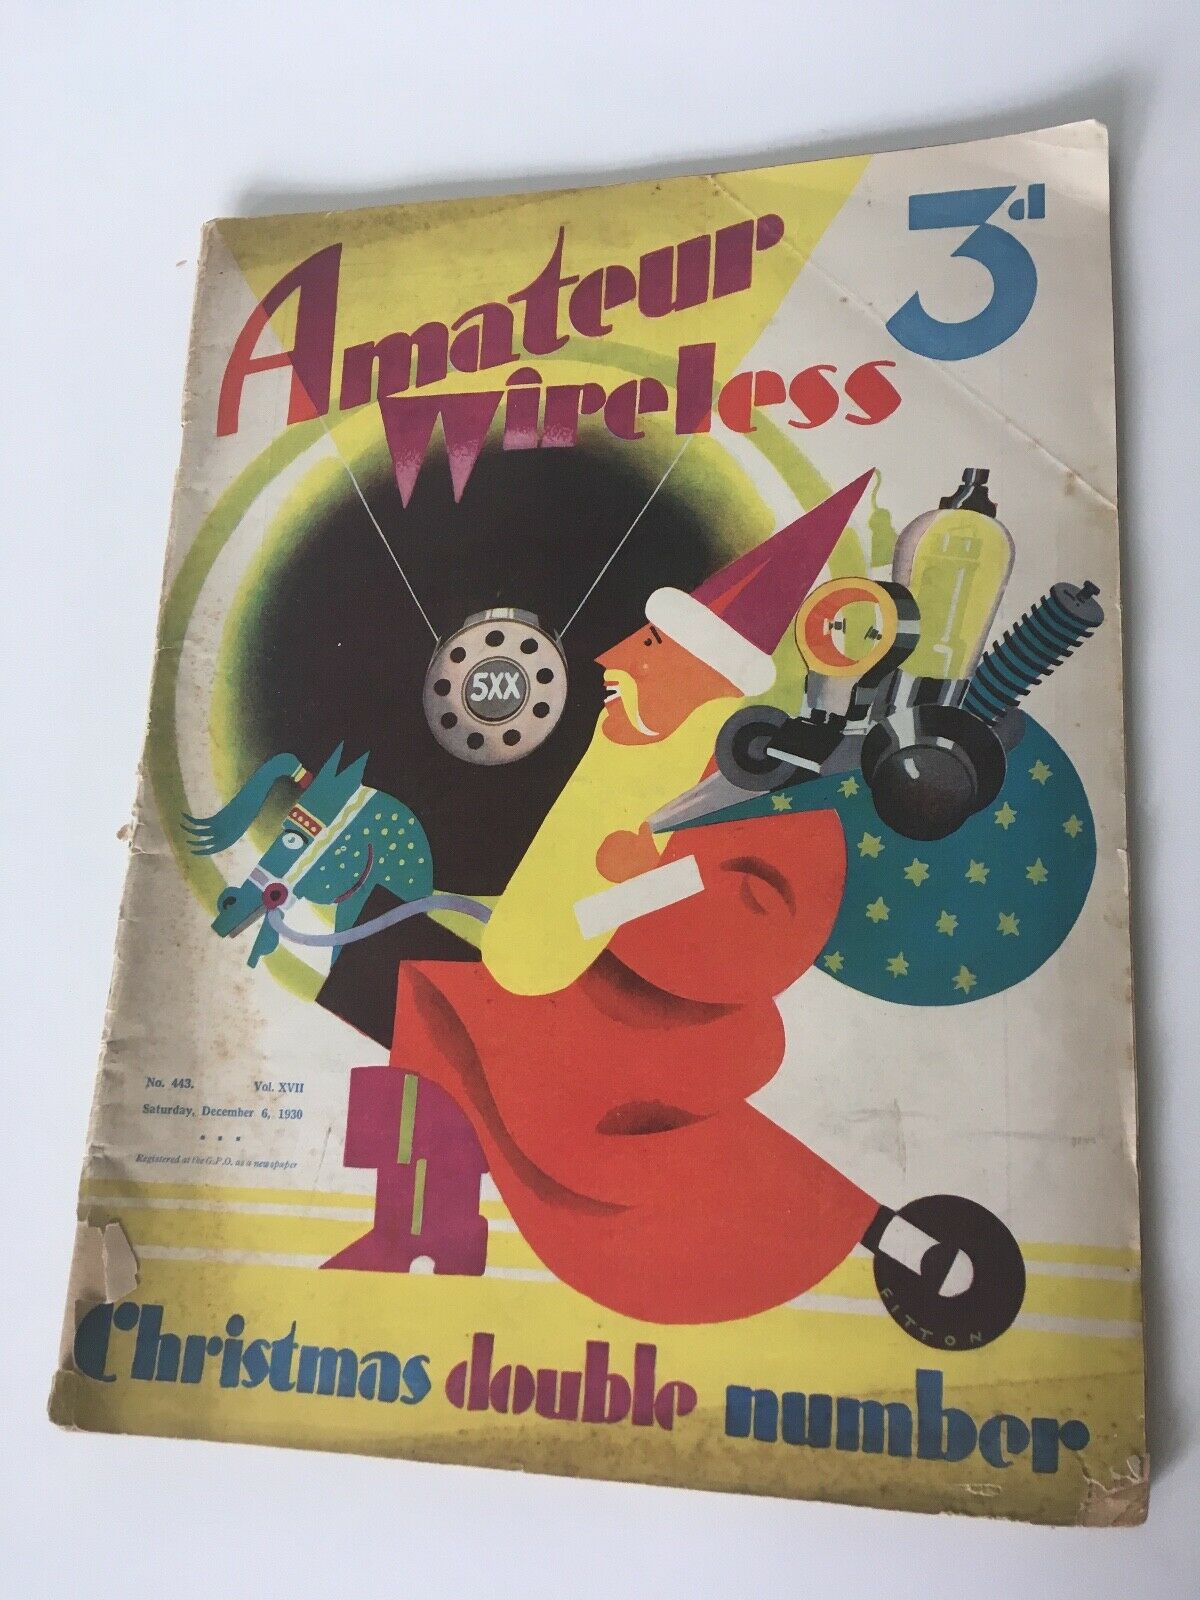 Amateur
Wireless
3d
5XX
No. 443. Vol. XVII
Saturday, December 6, 1930
Registered at the G.P.O. as a newspaper
FITTON
Christmas double number